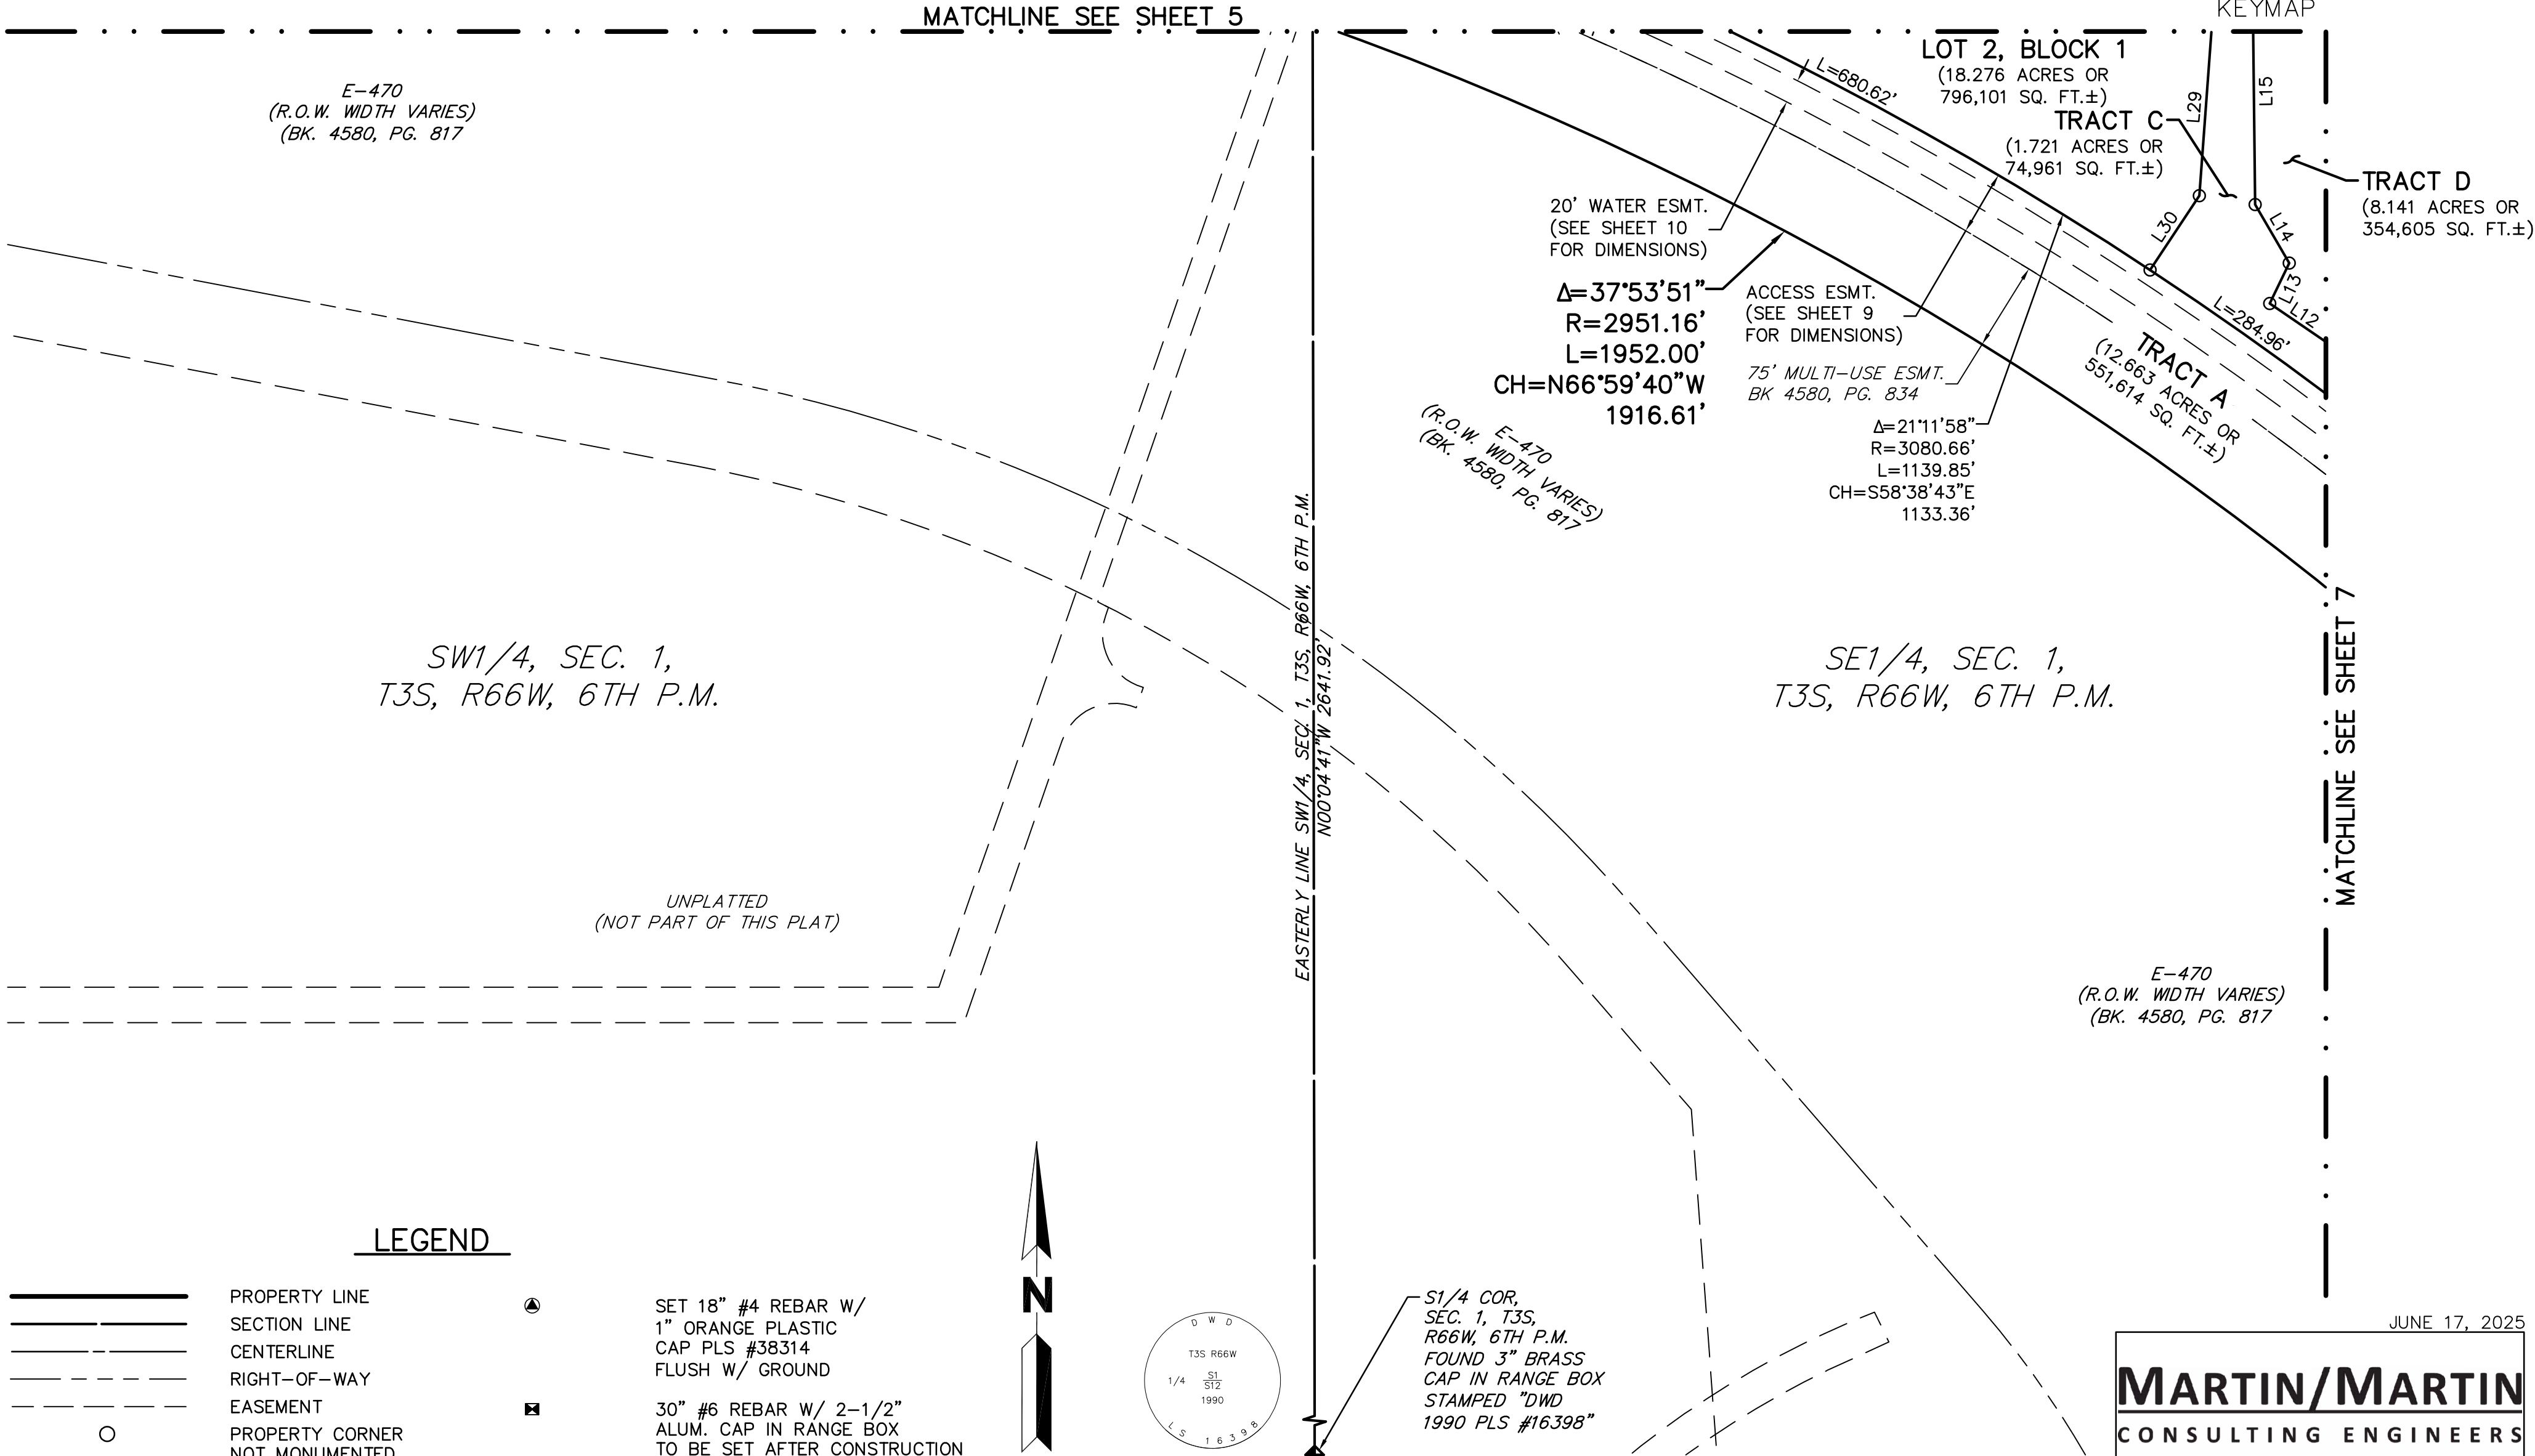 MATCHLINE SEE SHEET 5
KEYMAP
E-470
(R.O.W. WIDTH VARIES)
(BK. 4580, PG. 817
L=680.62'
LOT 2, BLOCK 1
(18.276 ACRES OR
796,101 SQ. FT.±)
L29
L15
TRACT C
(1.721 ACRES OR
74,961 SQ. FT.±)
TRACT D
(8.141 ACRES OR
354,605 SQ. FT.±)
L30
L14
L13
L12
L=284.96'
20' WATER ESMT.
(SEE SHEET 10
FOR DIMENSIONS)
Δ=37°53'51"
R=2951.16'
L=1952.00'
CH=N66°59'40"W
1916.61'
ACCESS ESMT.
(SEE SHEET 9
FOR DIMENSIONS)
75' MULTI-USE ESMT.
BK 4580, PG. 834
Δ=21°11'58"
R=3080.66'
L=1139.85'
CH=S58°38'43"E
1133.36'
TRACT A
(12.663 ACRES OR
551,614 SQ. FT.±)
E-470
(R.O.W. WIDTH VARIES)
(BK. 4580, PG. 817
EASTERLY LINE SW1/4, SEC. 1, T3S, R66W, 6TH P.M.
N00°04'41"W 2641.92'
SW1/4, SEC. 1,
T3S, R66W, 6TH P.M.
SE1/4, SEC. 1,
T3S, R66W, 6TH P.M.
MATCHLINE SEE SHEET 7
UNPLATTED
(NOT PART OF THIS PLAT)
E-470
(R.O.W. WIDTH VARIES)
(BK. 4580, PG. 817
LEGEND
PROPERTY LINE
SECTION LINE
CENTERLINE
RIGHT-OF-WAY
EASEMENT
PROPERTY CORNER
NOT MONUMENTED
SET 18" #4 REBAR W/
1" ORANGE PLASTIC
CAP PLS #38314
FLUSH W/ GROUND
30" #6 REBAR W/ 2-1/2"
ALUM. CAP IN RANGE BOX
TO BE SET AFTER CONSTRUCTION
N
DWD
T3S R66W
1/4 S1
S12
1990
LS 16398
S1/4 COR,
SEC. 1, T3S,
R66W, 6TH P.M.
FOUND 3" BRASS
CAP IN RANGE BOX
STAMPED "DWD
1990 PLS #16398"
JUNE 17, 2025
MARTIN/MARTIN
CONSULTING ENGINEERS